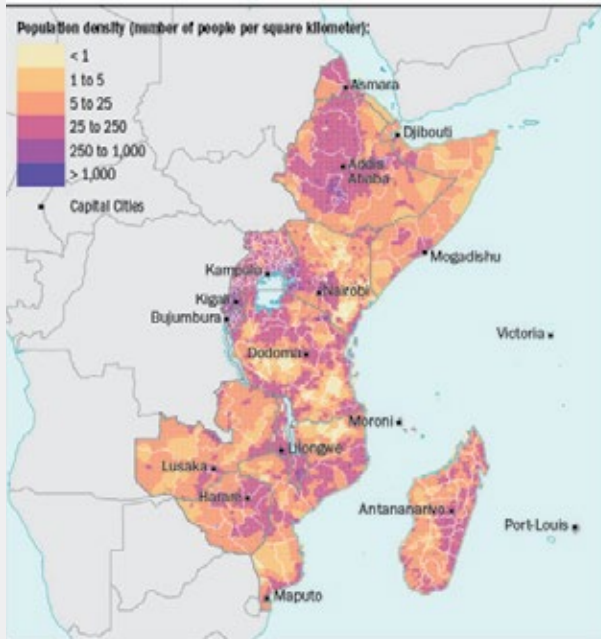 Population density (number of people per square kilometer):
< 1
1 to 5
5 to 25
25 to 250
250 to 1,000
> 1,000
Capital Cities
Asmara
Djibouti
Addis
Ababa
Mogadishu
Kampala
Nairobi
Kigali
Bujumbura
Victoria
Dodoma
Moroni
Lilongwe
Lusaka
Harare
Antananarivo
Port-Louis
Maputo